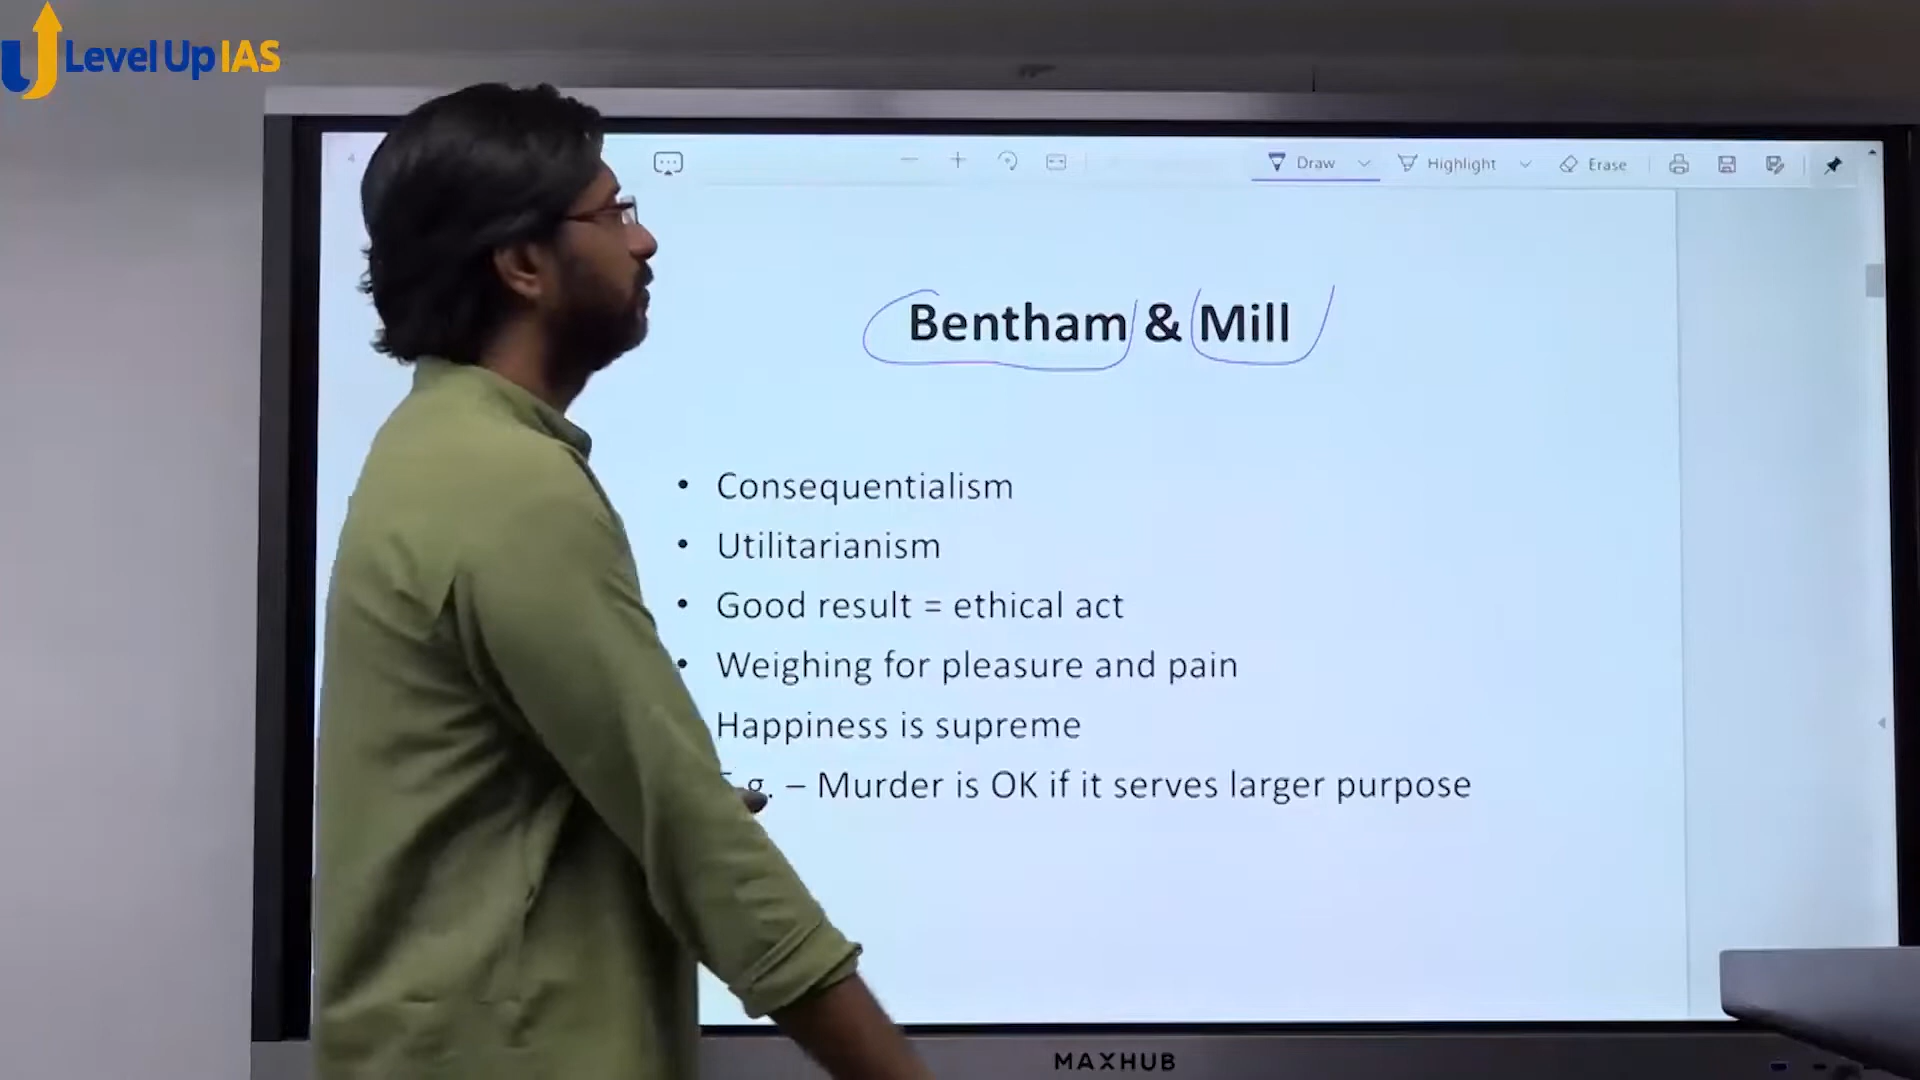 Level Up IAS
Draw
Highlight
Erase
Bentham & Mill
• Consequentialism
• Utilitarianism
• Good result = ethical act
• Weighing for pleasure and pain
Happiness is supreme
E.g. – Murder is OK if it serves larger purpose
MAXHUB